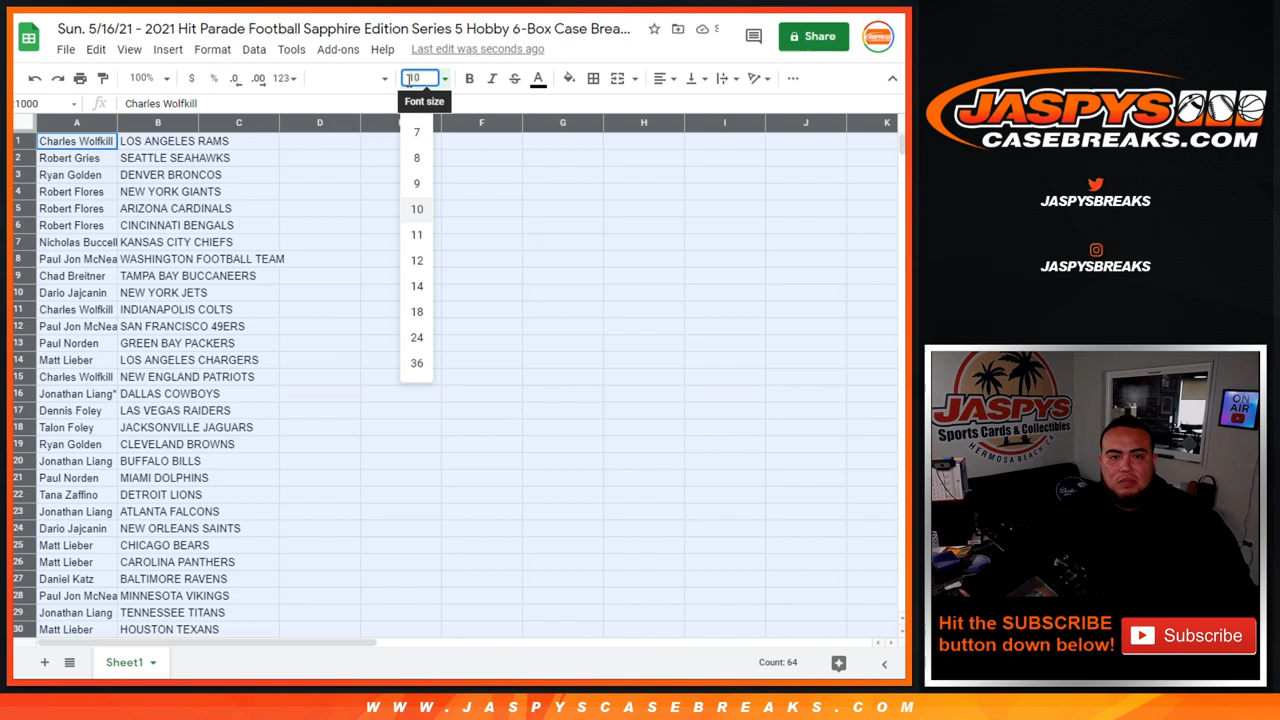 Sun. 5/16/21 - 2021 Hit Parade Football Sapphire Edition Series 5 Hobby 6-Box Case Brea...
File Edit View Insert Format Data Tools Add-ons Help Last edit was seconds ago
Share
100% $ % .0 .00 123 10
Font size
1000 fx Charles Wolfkill
A B C D F G H I J K
1 Charles Wolfkill LOS ANGELES RAMS
2 Robert Gries SEATTLE SEAHAWKS
3 Ryan Golden DENVER BRONCOS
4 Robert Flores NEW YORK GIANTS
5 Robert Flores ARIZONA CARDINALS
6 Robert Flores CINCINNATI BENGALS
7 Nicholas Buccell KANSAS CITY CHIEFS
8 Paul Jon McNea WASHINGTON FOOTBALL TEAM
9 Chad Breitner TAMPA BAY BUCCANEERS
10 Dario Jajcanin NEW YORK JETS
11 Charles Wolfkill INDIANAPOLIS COLTS
12 Paul Jon McNea SAN FRANCISCO 49ERS
13 Paul Norden GREEN BAY PACKERS
14 Matt Lieber LOS ANGELES CHARGERS
15 Charles Wolfkill NEW ENGLAND PATRIOTS
16 Jonathan Liang* DALLAS COWBOYS
17 Dennis Foley LAS VEGAS RAIDERS
18 Talon Foley JACKSONVILLE JAGUARS
19 Ryan Golden CLEVELAND BROWNS
20 Jonathan Liang BUFFALO BILLS
21 Paul Norden MIAMI DOLPHINS
22 Tana Zaffino DETROIT LIONS
23 Jonathan Liang ATLANTA FALCONS
24 Dario Jajcanin NEW ORLEANS SAINTS
25 Matt Lieber CHICAGO BEARS
26 Matt Lieber CAROLINA PANTHERS
27 Daniel Katz BALTIMORE RAVENS
28 Paul Jon McNea MINNESOTA VIKINGS
29 Jonathan Liang TENNESSEE TITANS
30 Matt Lieber HOUSTON TEXANS
7
8
9
10
11
12
14
18
24
36
Sheet1
Count: 64
JASPYS
CASEBREAKS.COM
JASPYSBREAKS
JASPYSBREAKS
JASPYS
Sports Cards & Collectibles
HERMOSA BEACH, CA
ON AIR
Hit the SUBSCRIBE
button down below!
Subscribe
WWW.JASPYSCASEBREAKS.COM